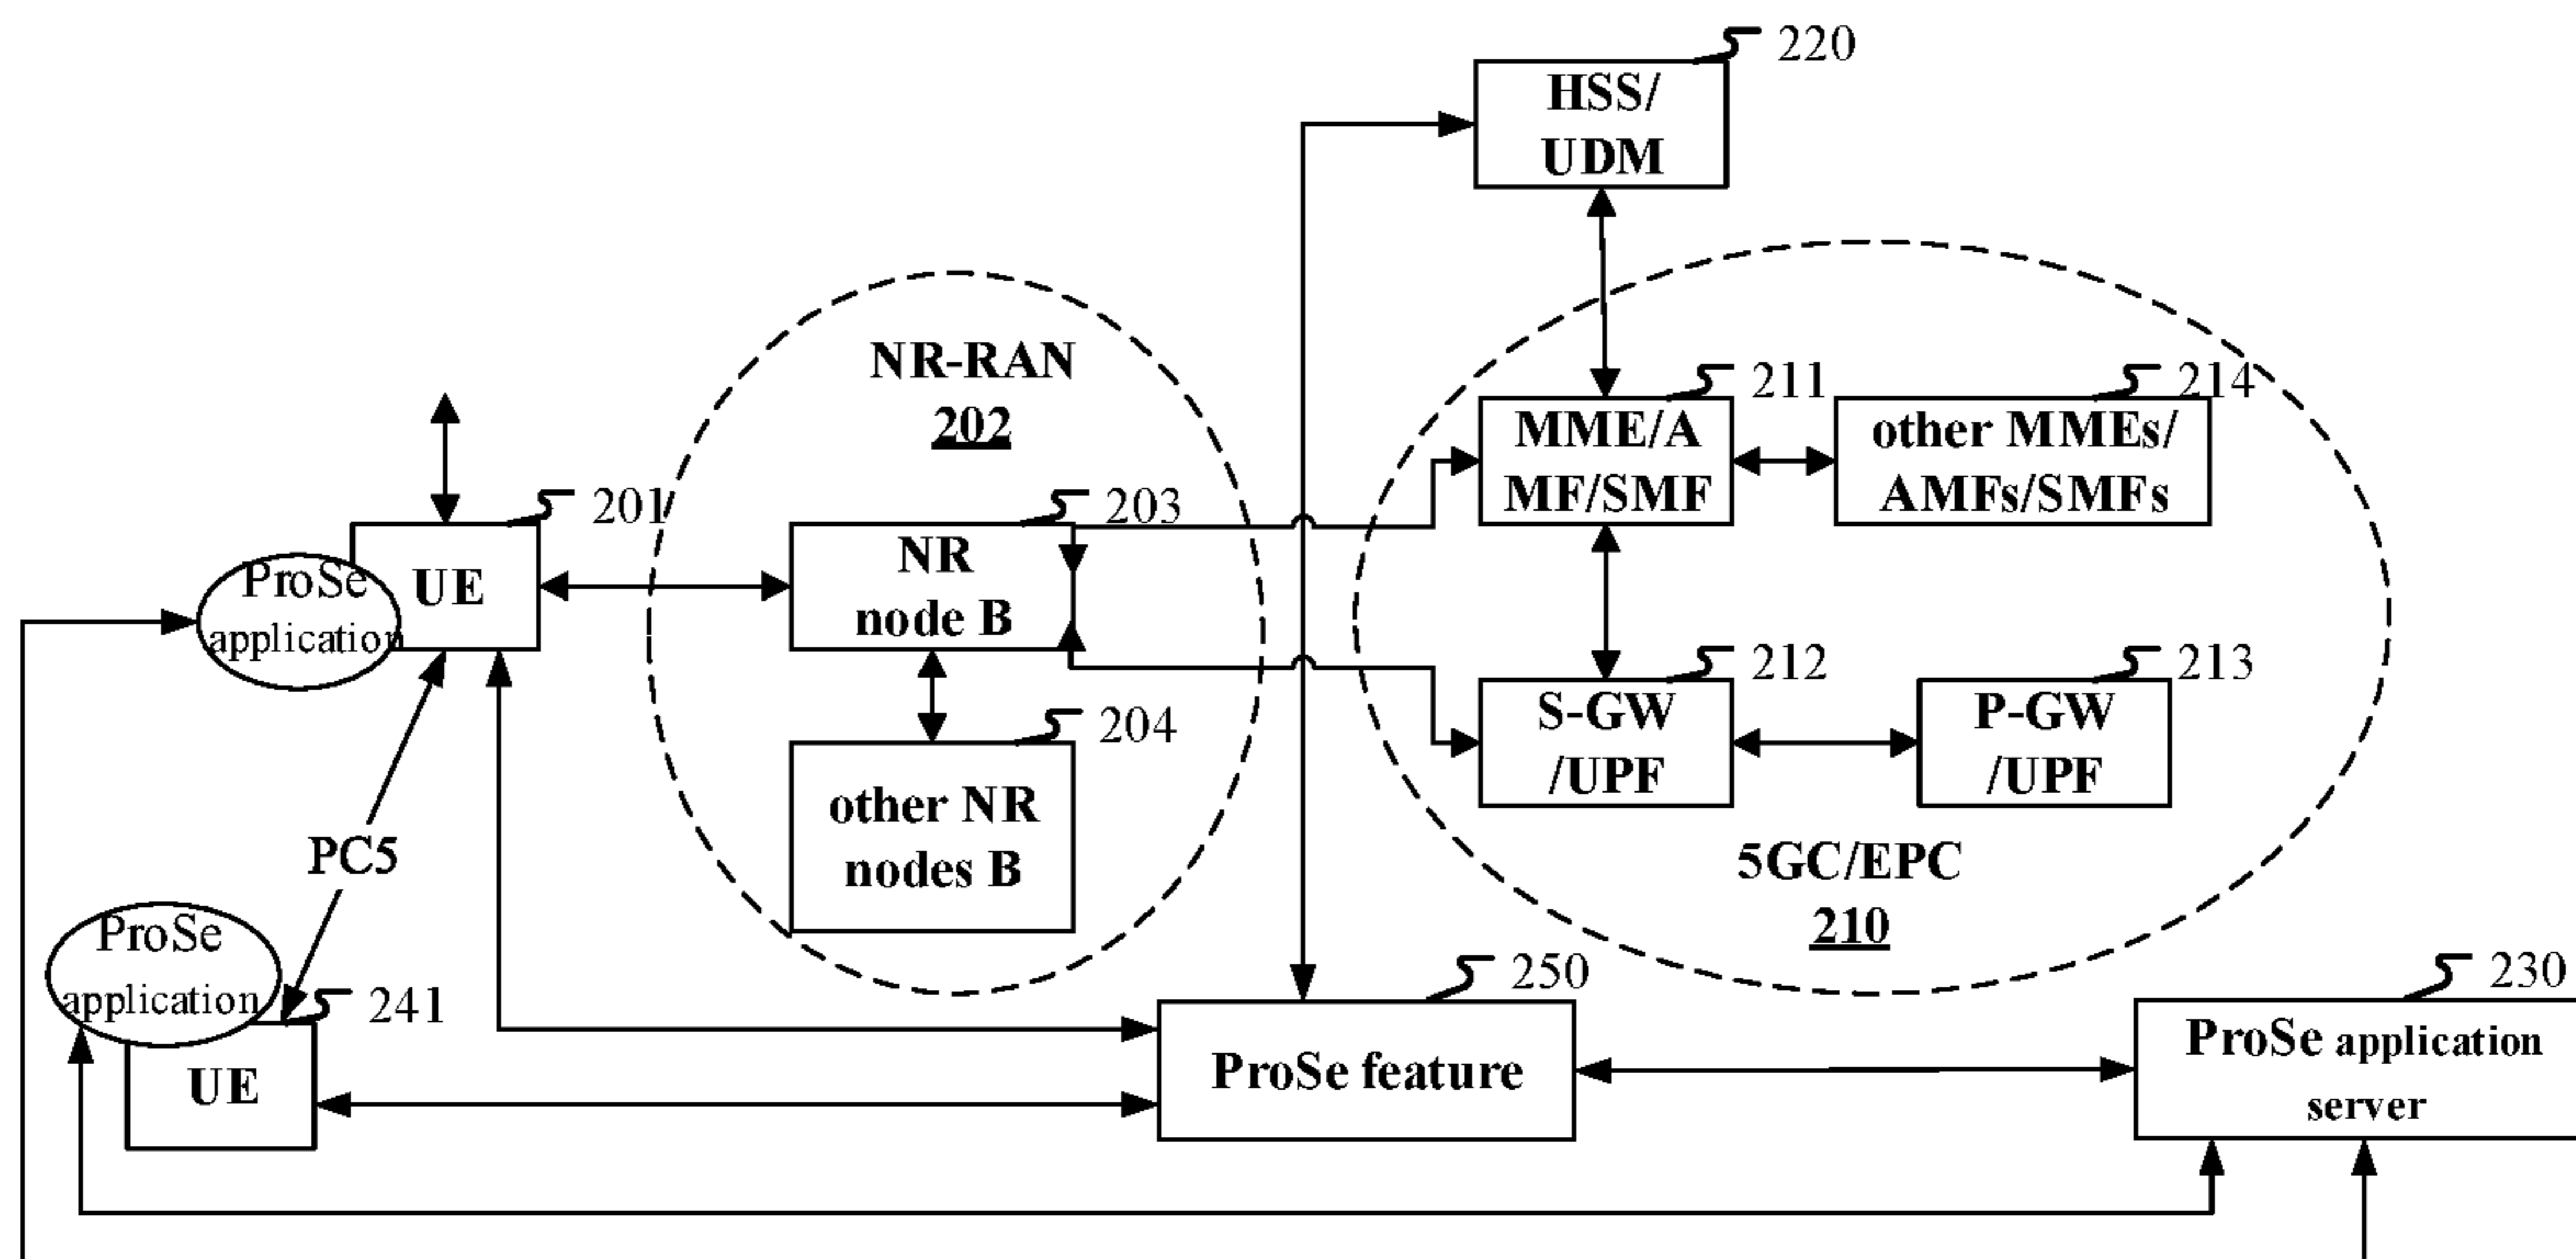 220
HSS/
UDM
NR-RAN
202
211
MME/A
MF/SMF
214
other MMEs/
AMFs/SMFs
201
UE
ProSe
application
203
NR
node B
204
other NR
nodes B
212
S-GW
/UPF
213
P-GW
/UPF
5GC/EPC
210
PC5
ProSe
application
241
UE
250
ProSe feature
230
ProSe application
server